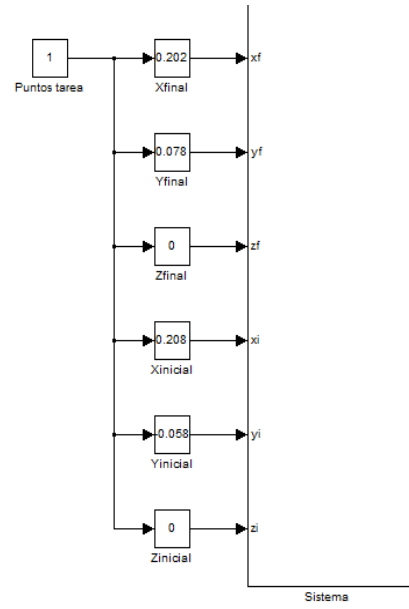 1
Puntos tarea
0.202
Xfinal
xf
0.078
Yfinal
yf
0
Zfinal
zf
0.208
Xinicial
xi
-0.058
Yinicial
yi
0
Zinicial
zi
Sistema